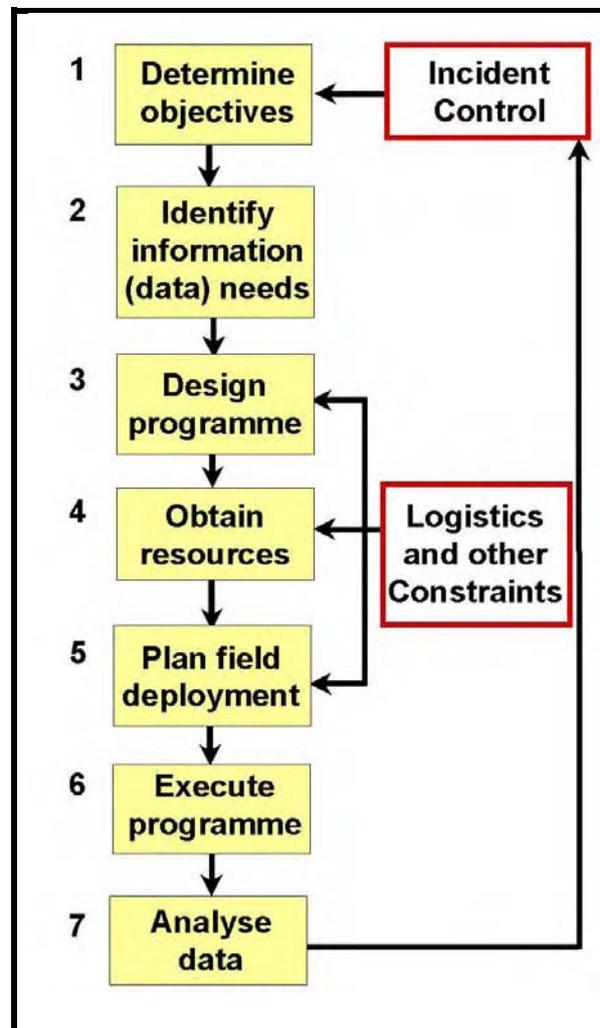 1
Determine
objectives
Incident
Control
2
Identify
information
(data) needs
3
Design
programme
4
Obtain
resources
Logistics
and other
Constraints
5
Plan field
deployment
6
Execute
programme
7
Analyse
data